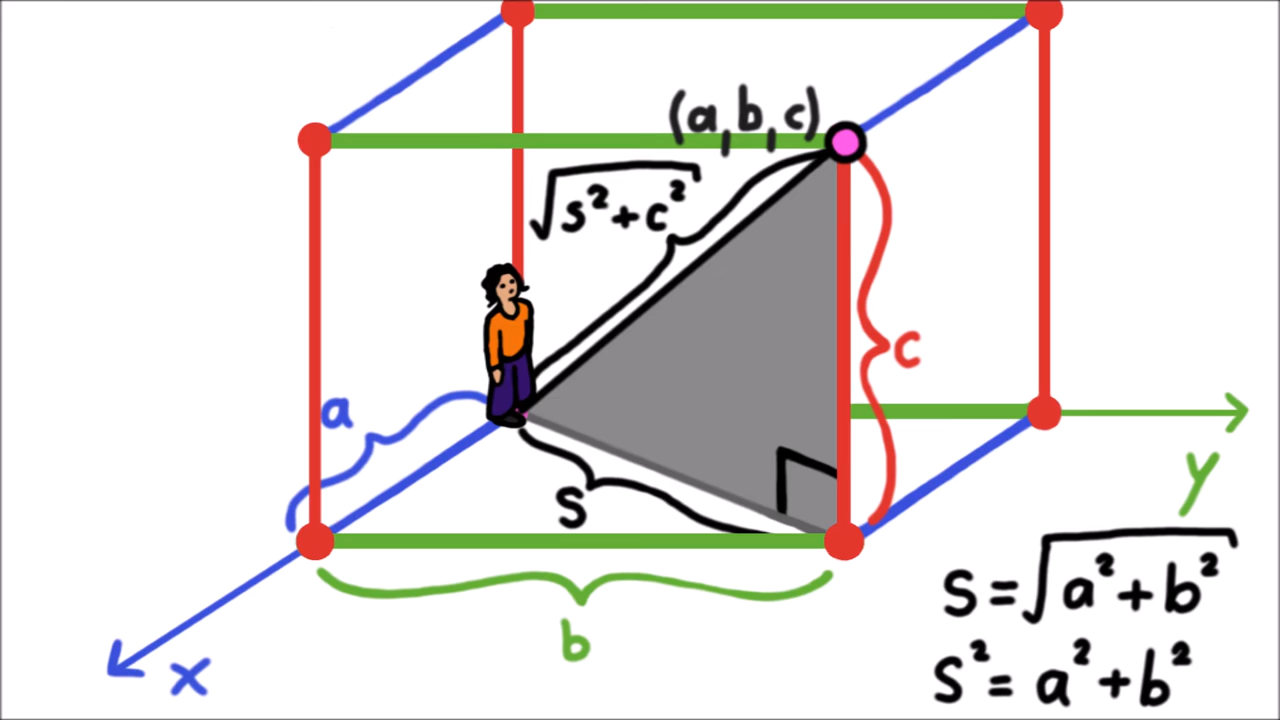 (a,b,c)
√(s²+c²)
c
a
S
y
b
S=√(a²+b²)
x
S²=a²+b²